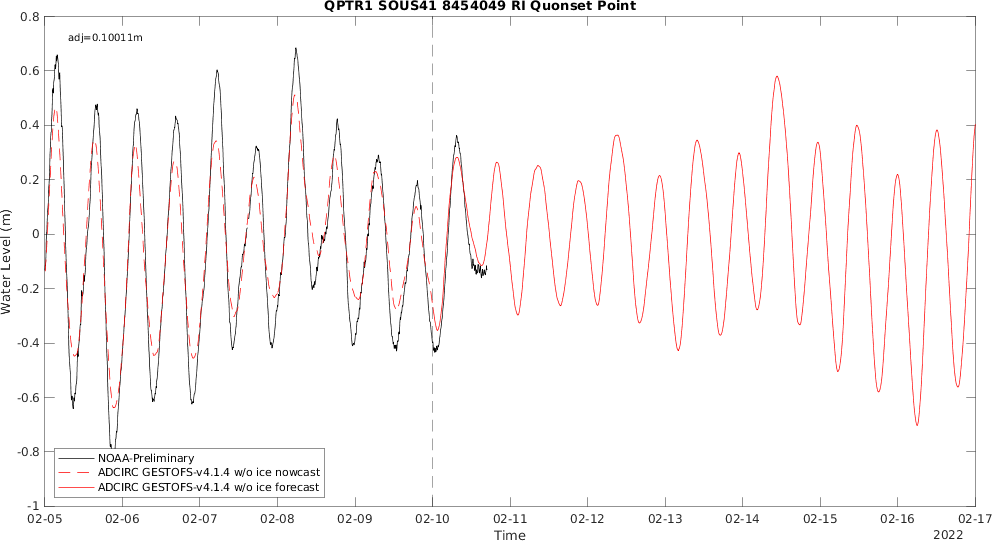 QPTR1 SOUS41 8454049 RI Quonset Point
adj=0.10011m
0.8
0.6
0.4
0.2
0
-0.2
-0.4
-0.6
-0.8
-1
Water Level (m)
NOAA-Preliminary
ADCIRC GESTOFS-v4.1.4 w/o ice nowcast
ADCIRC GESTOFS-v4.1.4 w/o ice forecast
02-05 02-06 02-07 02-08 02-09 02-10 02-11 02-12 02-13 02-14 02-15 02-16 02-17
Time
2022